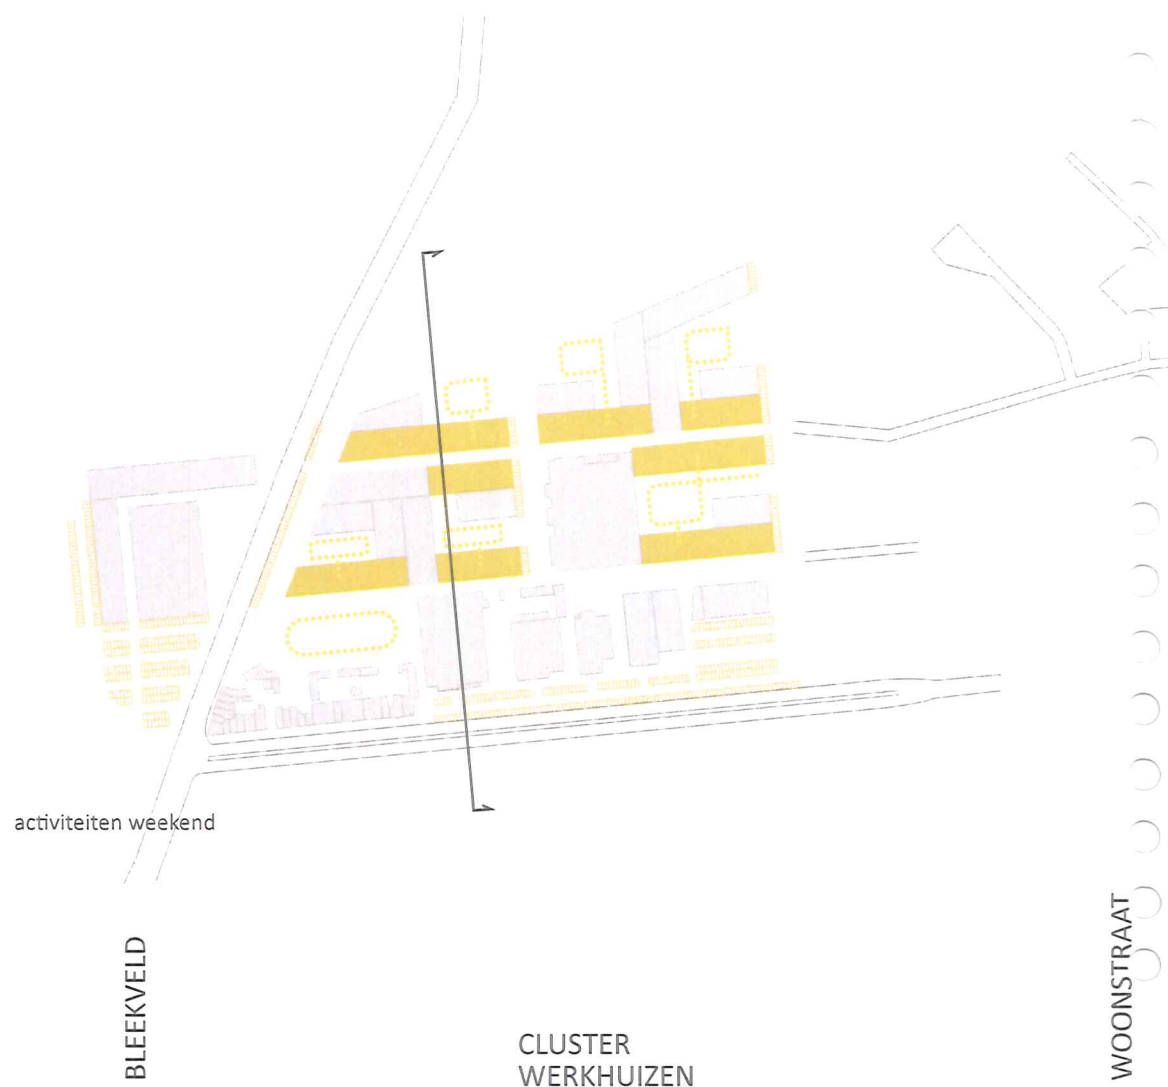 activiteiten weekend
BLEEKVELD
CLUSTER
WERKHUIZEN
WOONSTRAAT